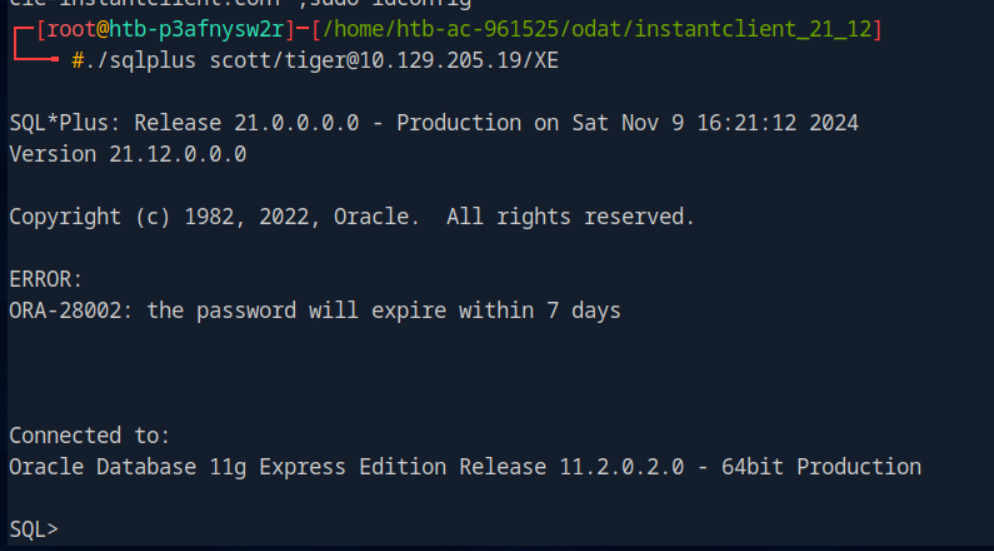 ┌─[root@htb-p3afnysw2r]─[/home/htb-ac-961525/odat/instantclient_21_12]
└──╼ #./sqlplus scott/tiger@10.129.205.19/XE
SQL*Plus: Release 21.0.0.0.0 - Production on Sat Nov 9 16:21:12 2024
Version 21.12.0.0.0
Copyright (c) 1982, 2022, Oracle.  All rights reserved.
ERROR:
ORA-28002: the password will expire within 7 days
Connected to:
Oracle Database 11g Express Edition Release 11.2.0.2.0 - 64bit Production
SQL>